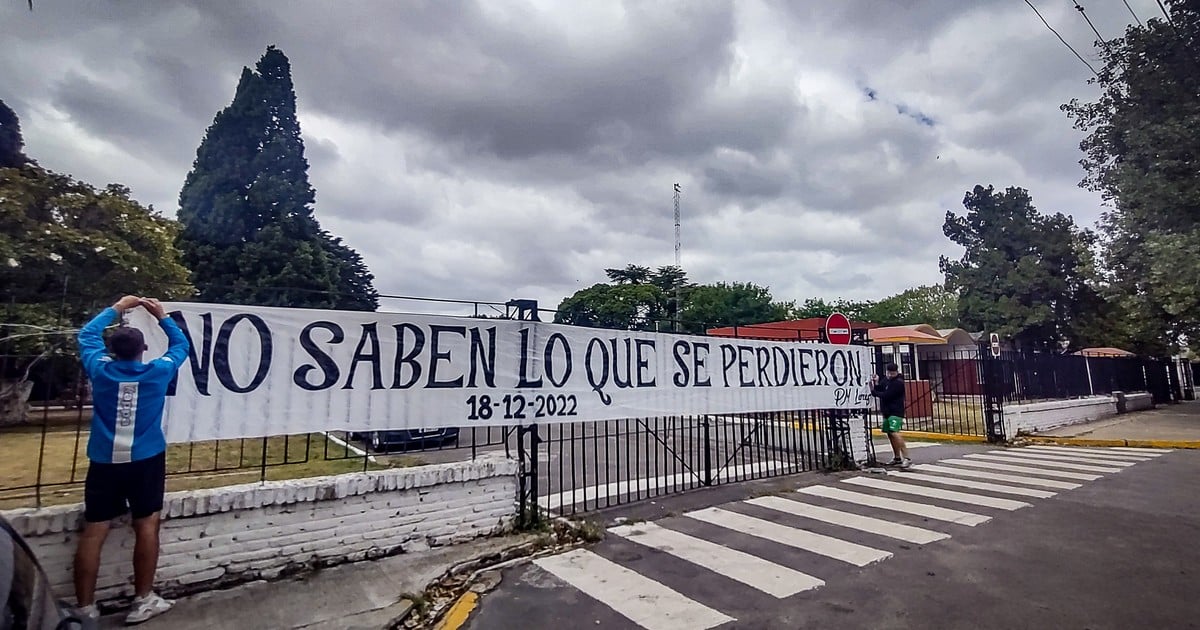 NO SABEN LO QUE SE PERDIERON
18-12-2022